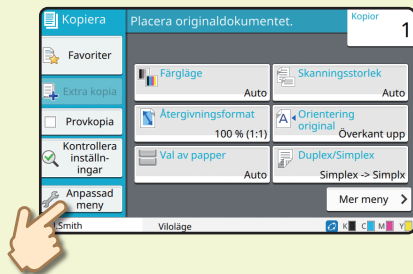 Kopiera
Placera originaldokumentet.
Kopior
1
Favoriter
Extra kopia
Provkopia
Kontrollera
inställn-
ingar
Anpassad
meny
Färgläge
Auto
Skanningsstorlek
Auto
Återgivningsformat
100 % (1:1)
Orientering
original
Överkant upp
Val av papper
Auto
Duplex/Simplex
Simplex -> Simplx
Mer meny
Smith
Viloläge
K C M Y